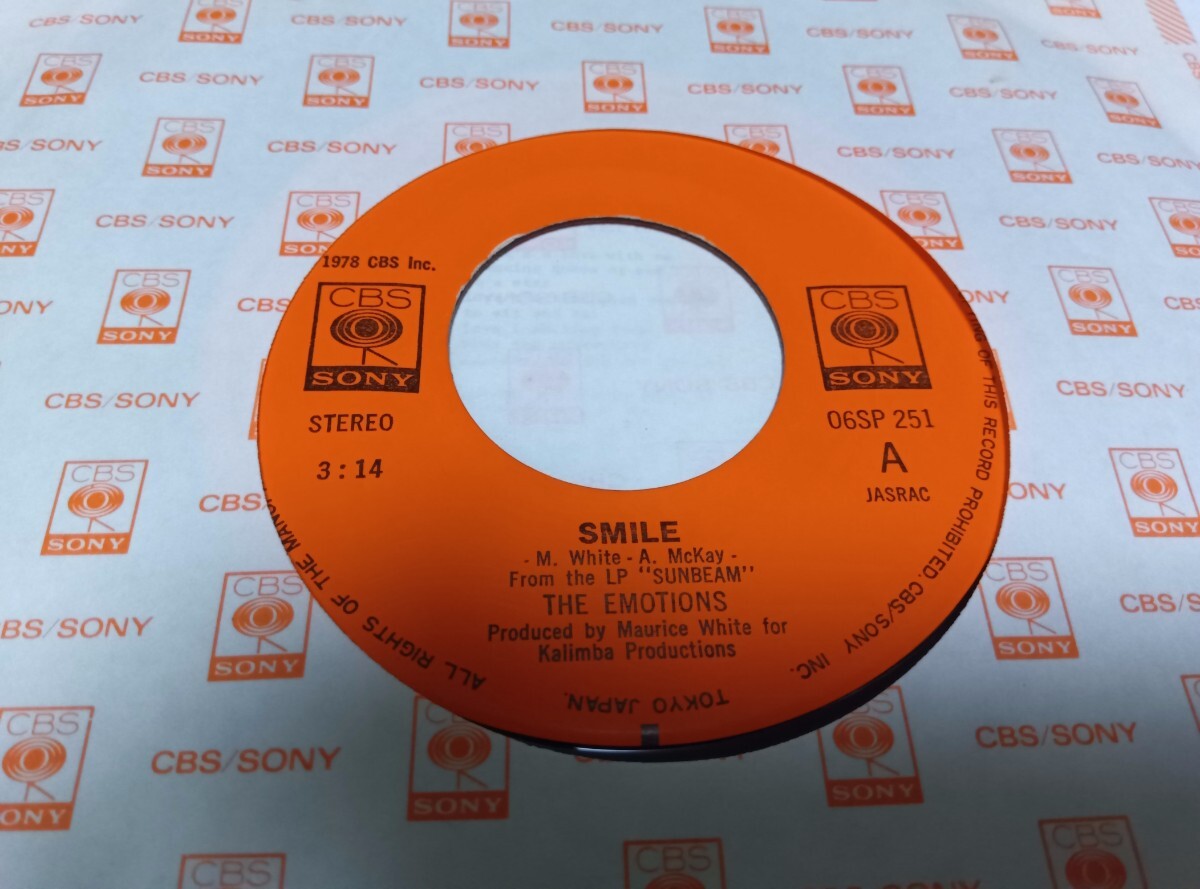 1978 CBS Inc.
CBS
SONY
CBS
SONY
STEREO
3:14
06SP 251
A
JASRAC
SMILE
- M. White - A. McKay -
From the LP "SUNBEAM"
THE EMOTIONS
Produced by Maurice White for
Kalimba Productions
ALL RIGHTS OF THE
OF THIS RECORD PROHIBITED. CBS/SONY INC.
TOKYO JAPAN.
CBS/SONY
CBS
SONY